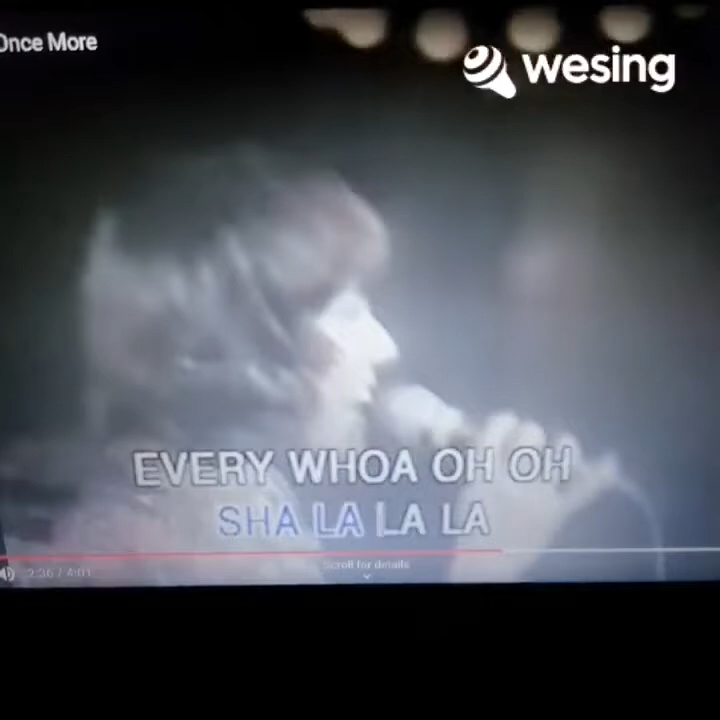 Once More
wesing
EVERY WHOA OH OH
SHA LA LA LA
Scroll for details
2:36 / 4:01